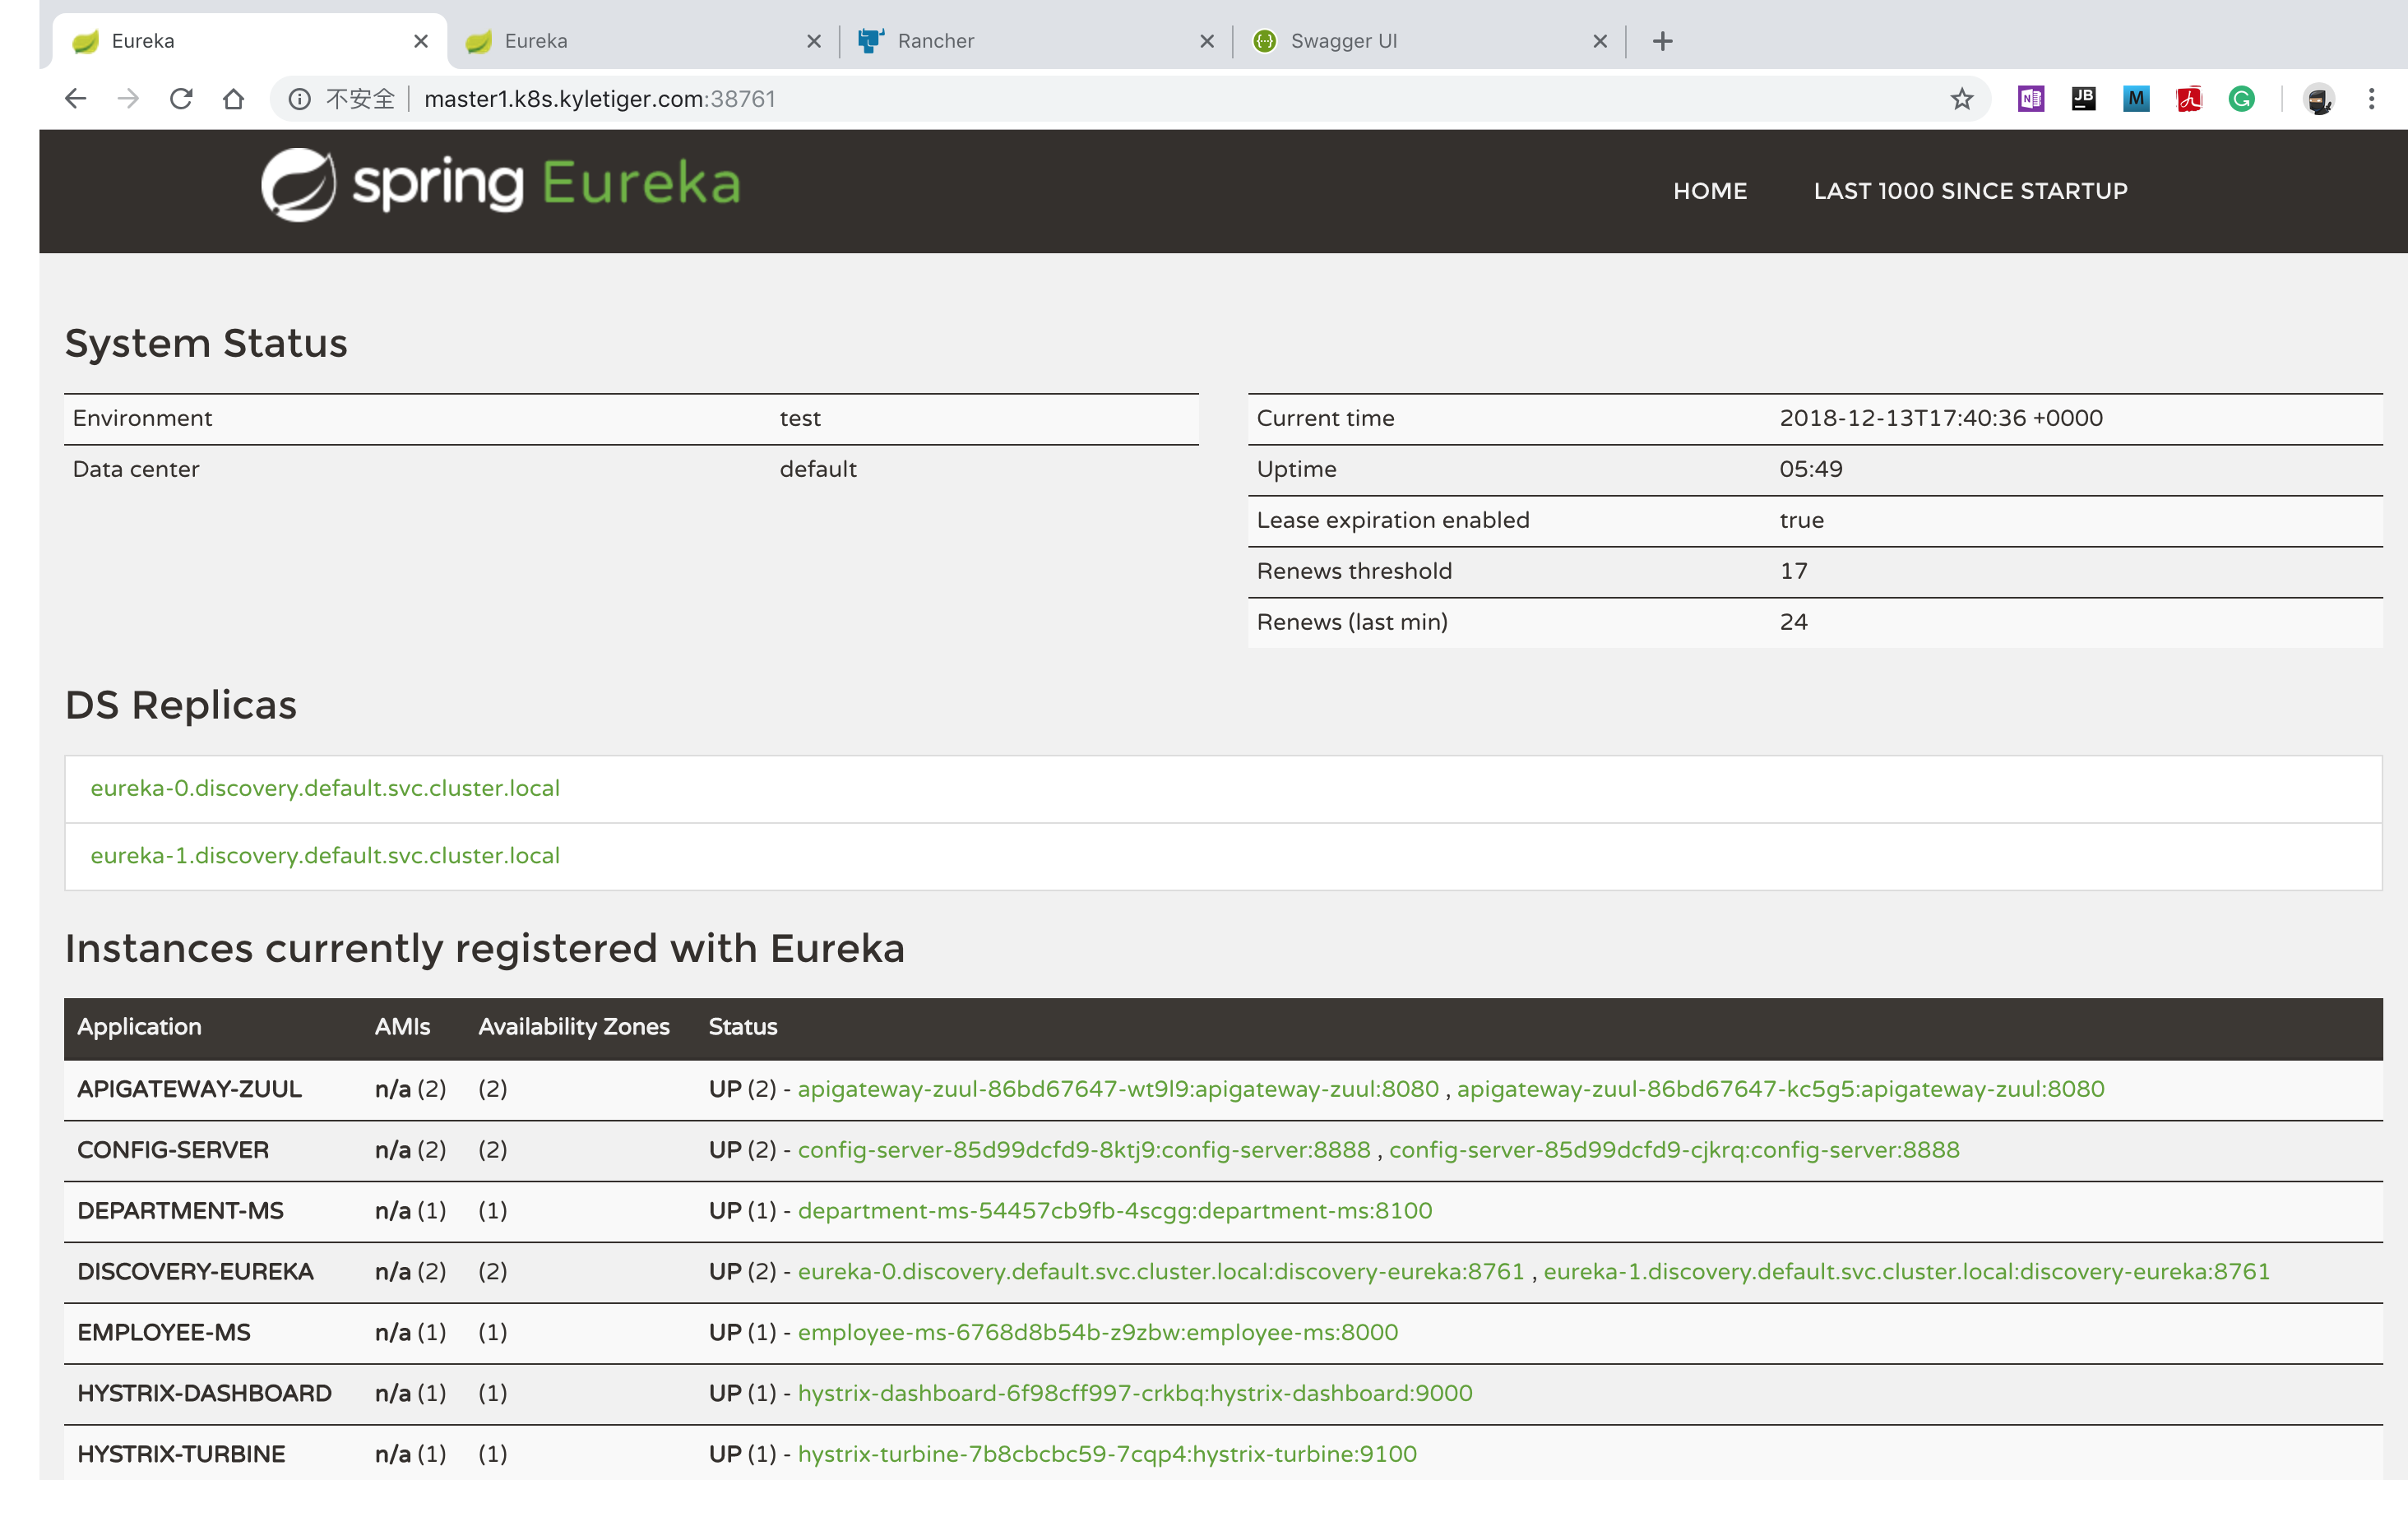 Eureka
Eureka
Rancher
Swagger UI
不安全
master1.k8s.kyletiger.com:38761
N
JB
M
G
spring Eureka
HOME
LAST 1000 SINCE STARTUP
System Status
Environment test
Data center default
Current time 2018-12-13T17:40:36 +0000
Uptime 05:49
Lease expiration enabled true
Renews threshold 17
Renews (last min) 24
DS Replicas
eureka-0.discovery.default.svc.cluster.local
eureka-1.discovery.default.svc.cluster.local
Instances currently registered with Eureka
Application AMIs Availability Zones Status
APIGATEWAY-ZUUL n/a (2) (2) UP (2) - apigateway-zuul-86bd67647-wt9l9:apigateway-zuul:8080 , apigateway-zuul-86bd67647-kc5g5:apigateway-zuul:8080
CONFIG-SERVER n/a (2) (2) UP (2) - config-server-85d99dcfd9-8ktj9:config-server:8888 , config-server-85d99dcfd9-cjkrq:config-server:8888
DEPARTMENT-MS n/a (1) (1) UP (1) - department-ms-54457cb9fb-4scgg:department-ms:8100
DISCOVERY-EUREKA n/a (2) (2) UP (2) - eureka-0.discovery.default.svc.cluster.local:discovery-eureka:8761 , eureka-1.discovery.default.svc.cluster.local:discovery-eureka:8761
EMPLOYEE-MS n/a (1) (1) UP (1) - employee-ms-6768d8b54b-z9zbw:employee-ms:8000
HYSTRIX-DASHBOARD n/a (1) (1) UP (1) - hystrix-dashboard-6f98cff997-crkbq:hystrix-dashboard:9000
HYSTRIX-TURBINE n/a (1) (1) UP (1) - hystrix-turbine-7b8cbcbc59-7cqp4:hystrix-turbine:9100